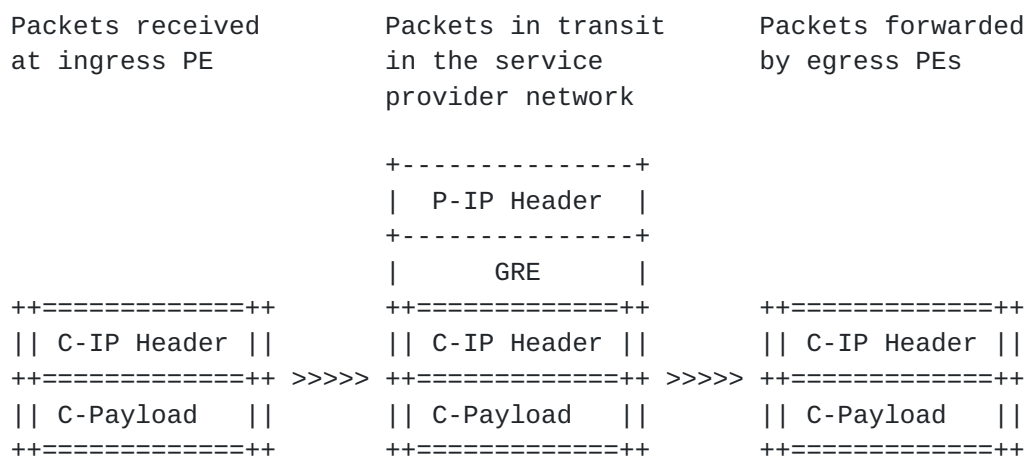 Packets received        Packets in transit      Packets forwarded
at ingress PE           in the service          by egress PEs
                        provider network

                        +---------------+
                        |  P-IP Header  |
                        +---------------+
                        |      GRE      |
++=============++       ++=============++       ++=============++
|| C-IP Header ||       || C-IP Header ||       || C-IP Header ||
++=============++ >>>>> ++=============++ >>>>> ++=============++
|| C-Payload   ||       || C-Payload   ||       || C-Payload   ||
++=============++       ++=============++       ++=============++